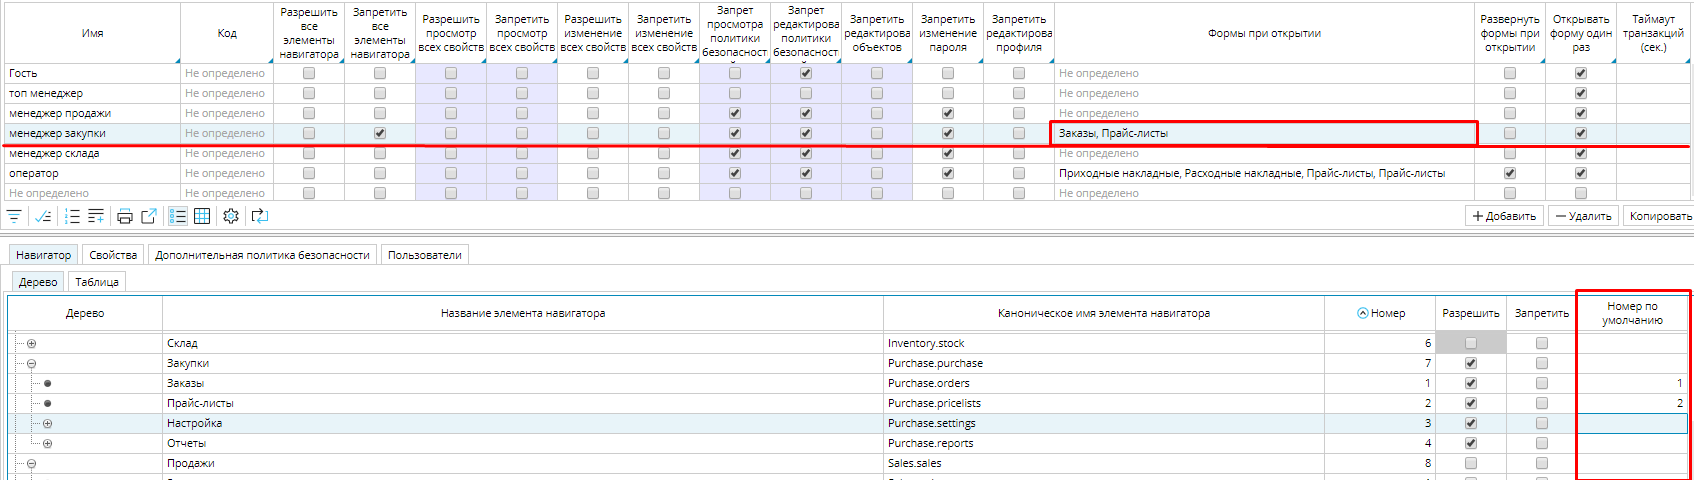 Имя
Код
Разрешить все элементы навигатора
Запретить все элементы навигатора
Разрешить просмотр всех свойств
Запретить просмотр всех свойств
Разрешить изменение всех свойств
Запретить изменение всех свойств
Запрет просмотра политики безопасност
Запрет редактирова политики безопасност
Запретить редактирова объектов
Запретить изменение пароля
Запретить редактирова профиля
Формы при открытии
Развернуть формы при открытии
Открывать форму один раз
Таймаут транзакций (сек.)
Гость Не определено Не определено
топ менеджер Не определено Не определено
менеджер продажи Не определено Не определено
менеджер закупки Не определено Заказы, Прайс-листы
менеджер склада Не определено Не определено
оператор Не определено Приходные накладные, Расходные накладные, Прайс-листы, Прайс-листы
Не определено Не определено Не определено
Добавить Удалить Копировать
Навигатор Свойства Дополнительная политика безопасности Пользователи
Дерево Таблица
Дерево
Название элемента навигатора
Каноническое имя элемента навигатора
Номер
Разрешить
Запретить
Номер по умолчанию
Склад Inventory.stock 6
Закупки Purchase.purchase 7
Заказы Purchase.orders 1 1
Прайс-листы Purchase.pricelists 2 2
Настройка Purchase.settings 3
Отчеты Purchase.reports 4
Продажи Sales.sales 8